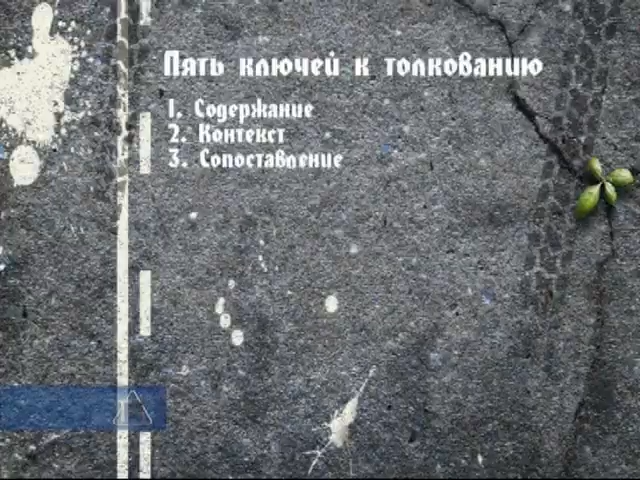 Пять ключей к толкованию
1. Содержание
2. Контекст
3. Сопоставление